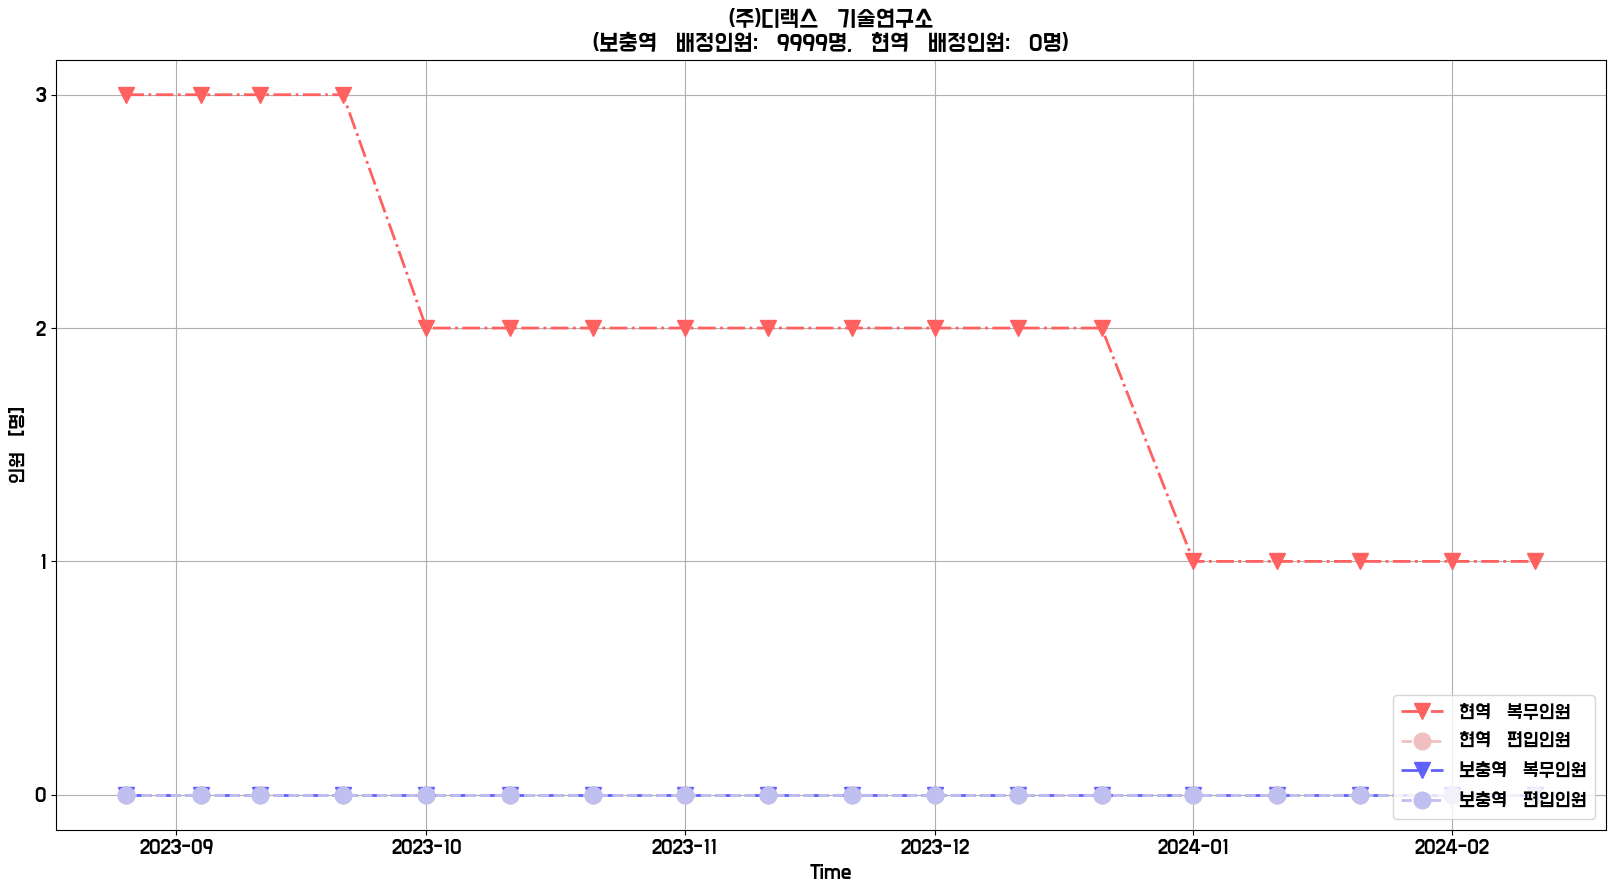 (주)디랙스 기술연구소
(보충역 배정인원: 9999명, 현역 배정인원: 0명)
3
2
1
0
인원 [명]
2023-09
2023-10
2023-11
2023-12
2024-01
2024-02
Time
현역 복무인원
현역 편입인원
보충역 복무인원
보충역 편입인원